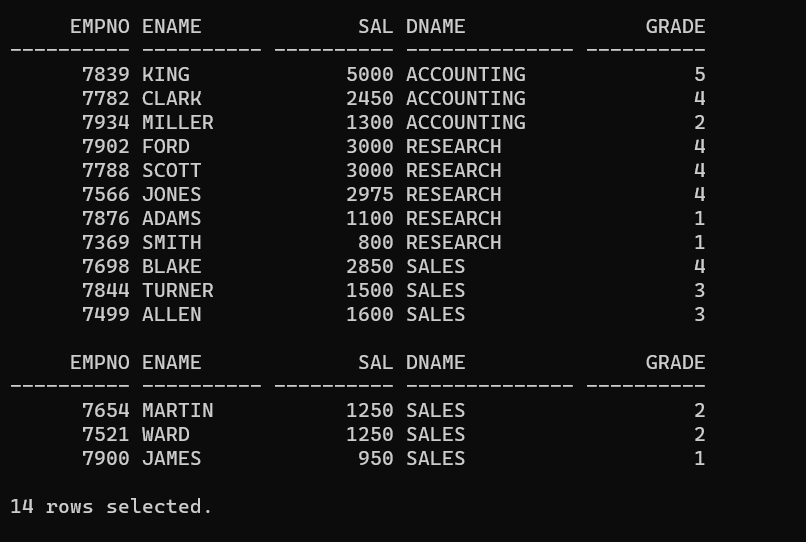 EMPNO ENAME             SAL DNAME               GRADE
---------- ---------- ---------- -------------- ----------
      7839 KING             5000 ACCOUNTING              5
      7782 CLARK            2450 ACCOUNTING              4
      7934 MILLER           1300 ACCOUNTING              2
      7902 FORD             3000 RESEARCH                4
      7788 SCOTT            3000 RESEARCH                4
      7566 JONES            2975 RESEARCH                4
      7876 ADAMS            1100 RESEARCH                1
      7369 SMITH             800 RESEARCH                1
      7698 BLAKE            2850 SALES                   4
      7844 TURNER           1500 SALES                   3
      7499 ALLEN            1600 SALES                   3

     EMPNO ENAME             SAL DNAME               GRADE
---------- ---------- ---------- -------------- ----------
      7654 MARTIN           1250 SALES                   2
      7521 WARD             1250 SALES                   2
      7900 JAMES             950 SALES                   1

14 rows selected.